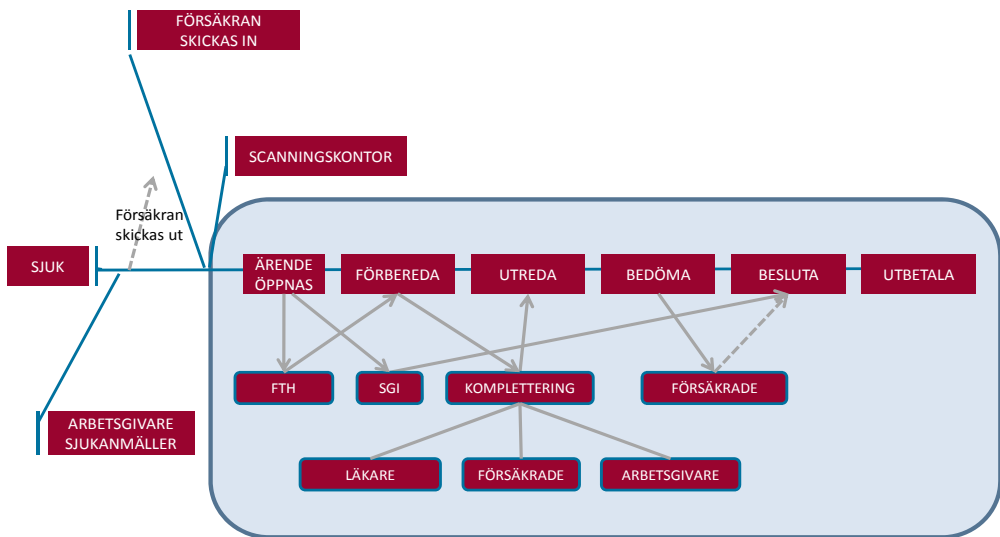 FÖRSÄKRAN
SKICKAS IN
SCANNINGSKONTOR
Försäkran
skickas ut
SJUK
ÄRENDE
ÖPPNAS
FÖRBEREDA
UTREDA
BEDÖMA
BESLUTA
UTBETALA
FTH
SGI
KOMPLETTERING
FÖRSÄKRADE
ARBETSGIVARE
SJUKANMÄLLER
LÄKARE
FÖRSÄKRADE
ARBETSGIVARE